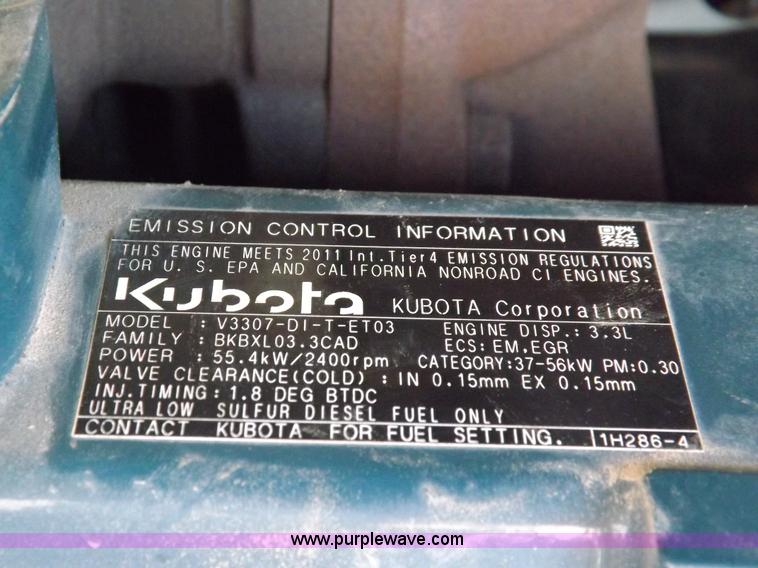 EMISSION CONTROL INFORMATION
THIS ENGINE MEETS 2011 Int.Tier4 EMISSION REGULATIONS
FOR U. S. EPA AND CALIFORNIA NONROAD CI ENGINES.
Kubota KUBOTA Corporation
MODEL : V3307-DI-T-ET03 ENGINE DISP.: 3.3L
FAMILY : BKBXL03.3CAD ECS: EM,EGR
POWER : 55.4kW/2400rpm CATEGORY:37-56kW PM:0.30
VALVE CLEARANCE(COLD) : IN 0.15mm EX 0.15mm
INJ.TIMING: 1.8 DEG BTDC
ULTRA LOW SULFUR DIESEL FUEL ONLY
CONTACT KUBOTA FOR FUEL SETTING. 1H286-4
www.purplewave.com